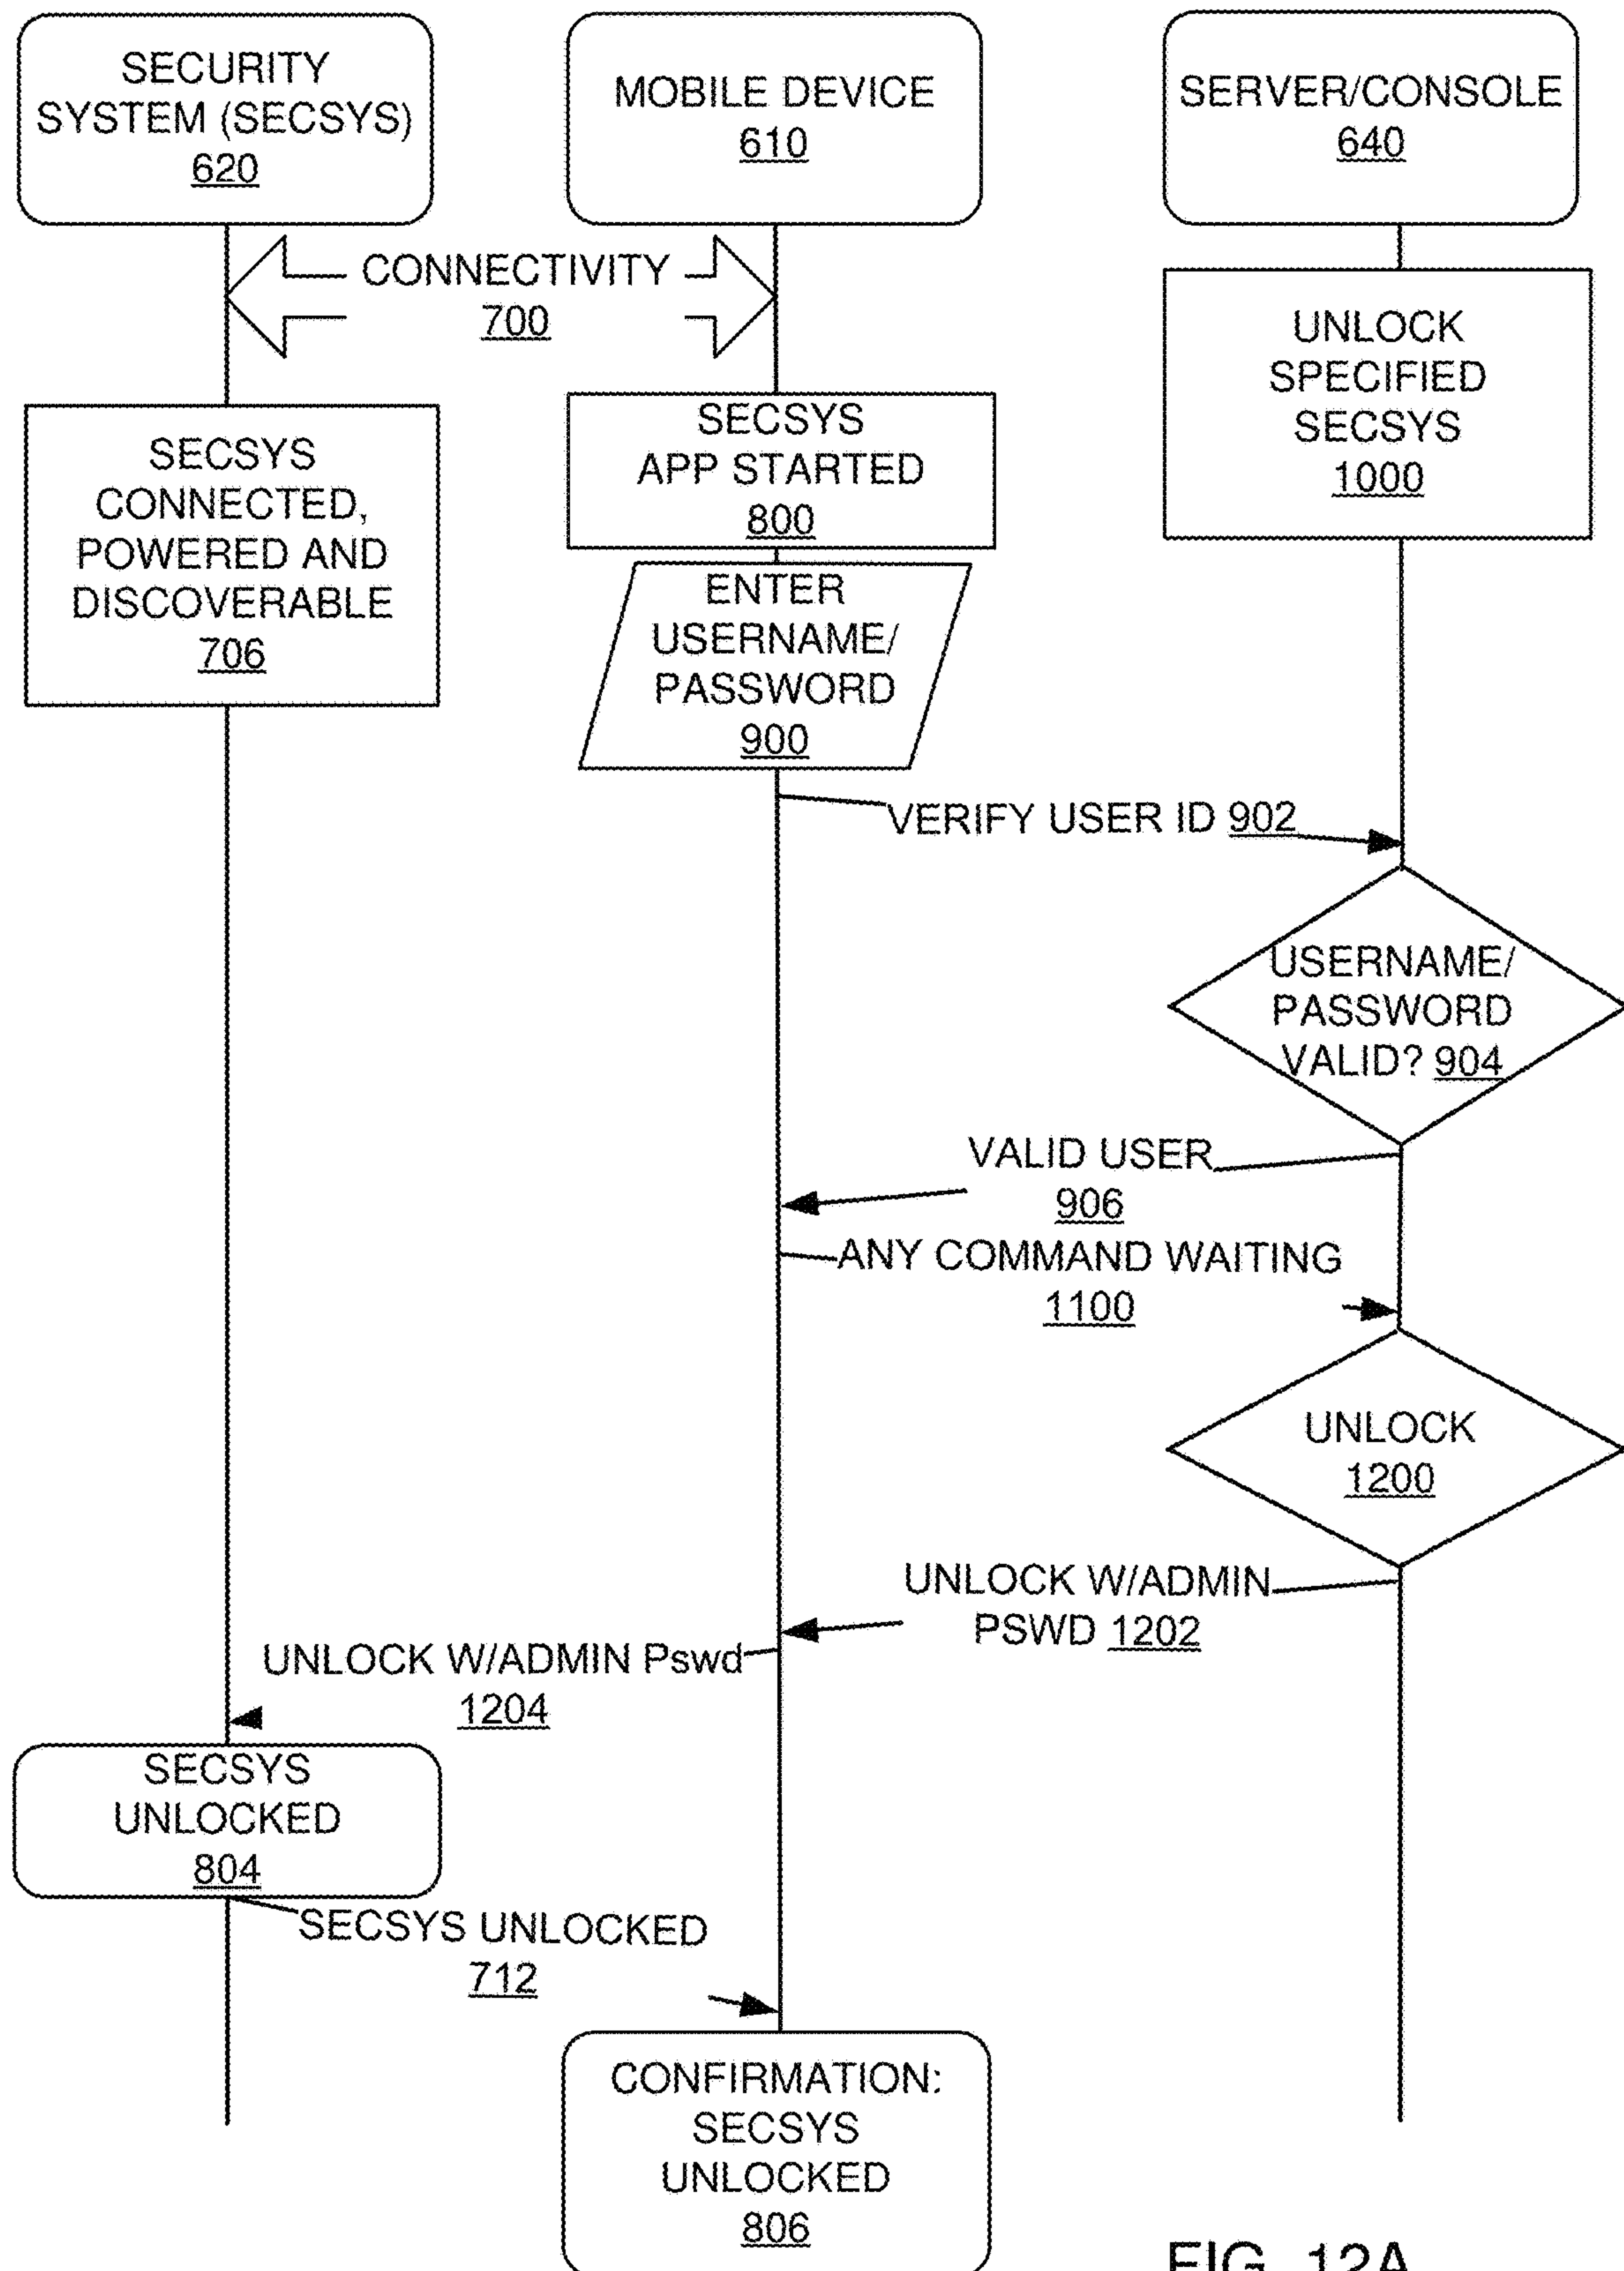 SECURITY
SYSTEM (SECSYS)
620
MOBILE DEVICE
610
SERVER/CONSOLE
640
CONNECTIVITY
700
UNLOCK
SPECIFIED
SECSYS
1000
SECSYS
CONNECTED,
POWERED AND
DISCOVERABLE
706
SECSYS
APP STARTED
800
ENTER
USERNAME/
PASSWORD
900
VERIFY USER ID 902
USERNAME/
PASSWORD
VALID? 904
VALID USER
906
ANY COMMAND WAITING
1100
UNLOCK
1200
UNLOCK W/ADMIN
PSWD 1202
UNLOCK W/ADMIN Pswd
1204
SECSYS
UNLOCKED
804
SECSYS UNLOCKED
712
CONFIRMATION:
SECSYS
UNLOCKED
806
FIG. 12A